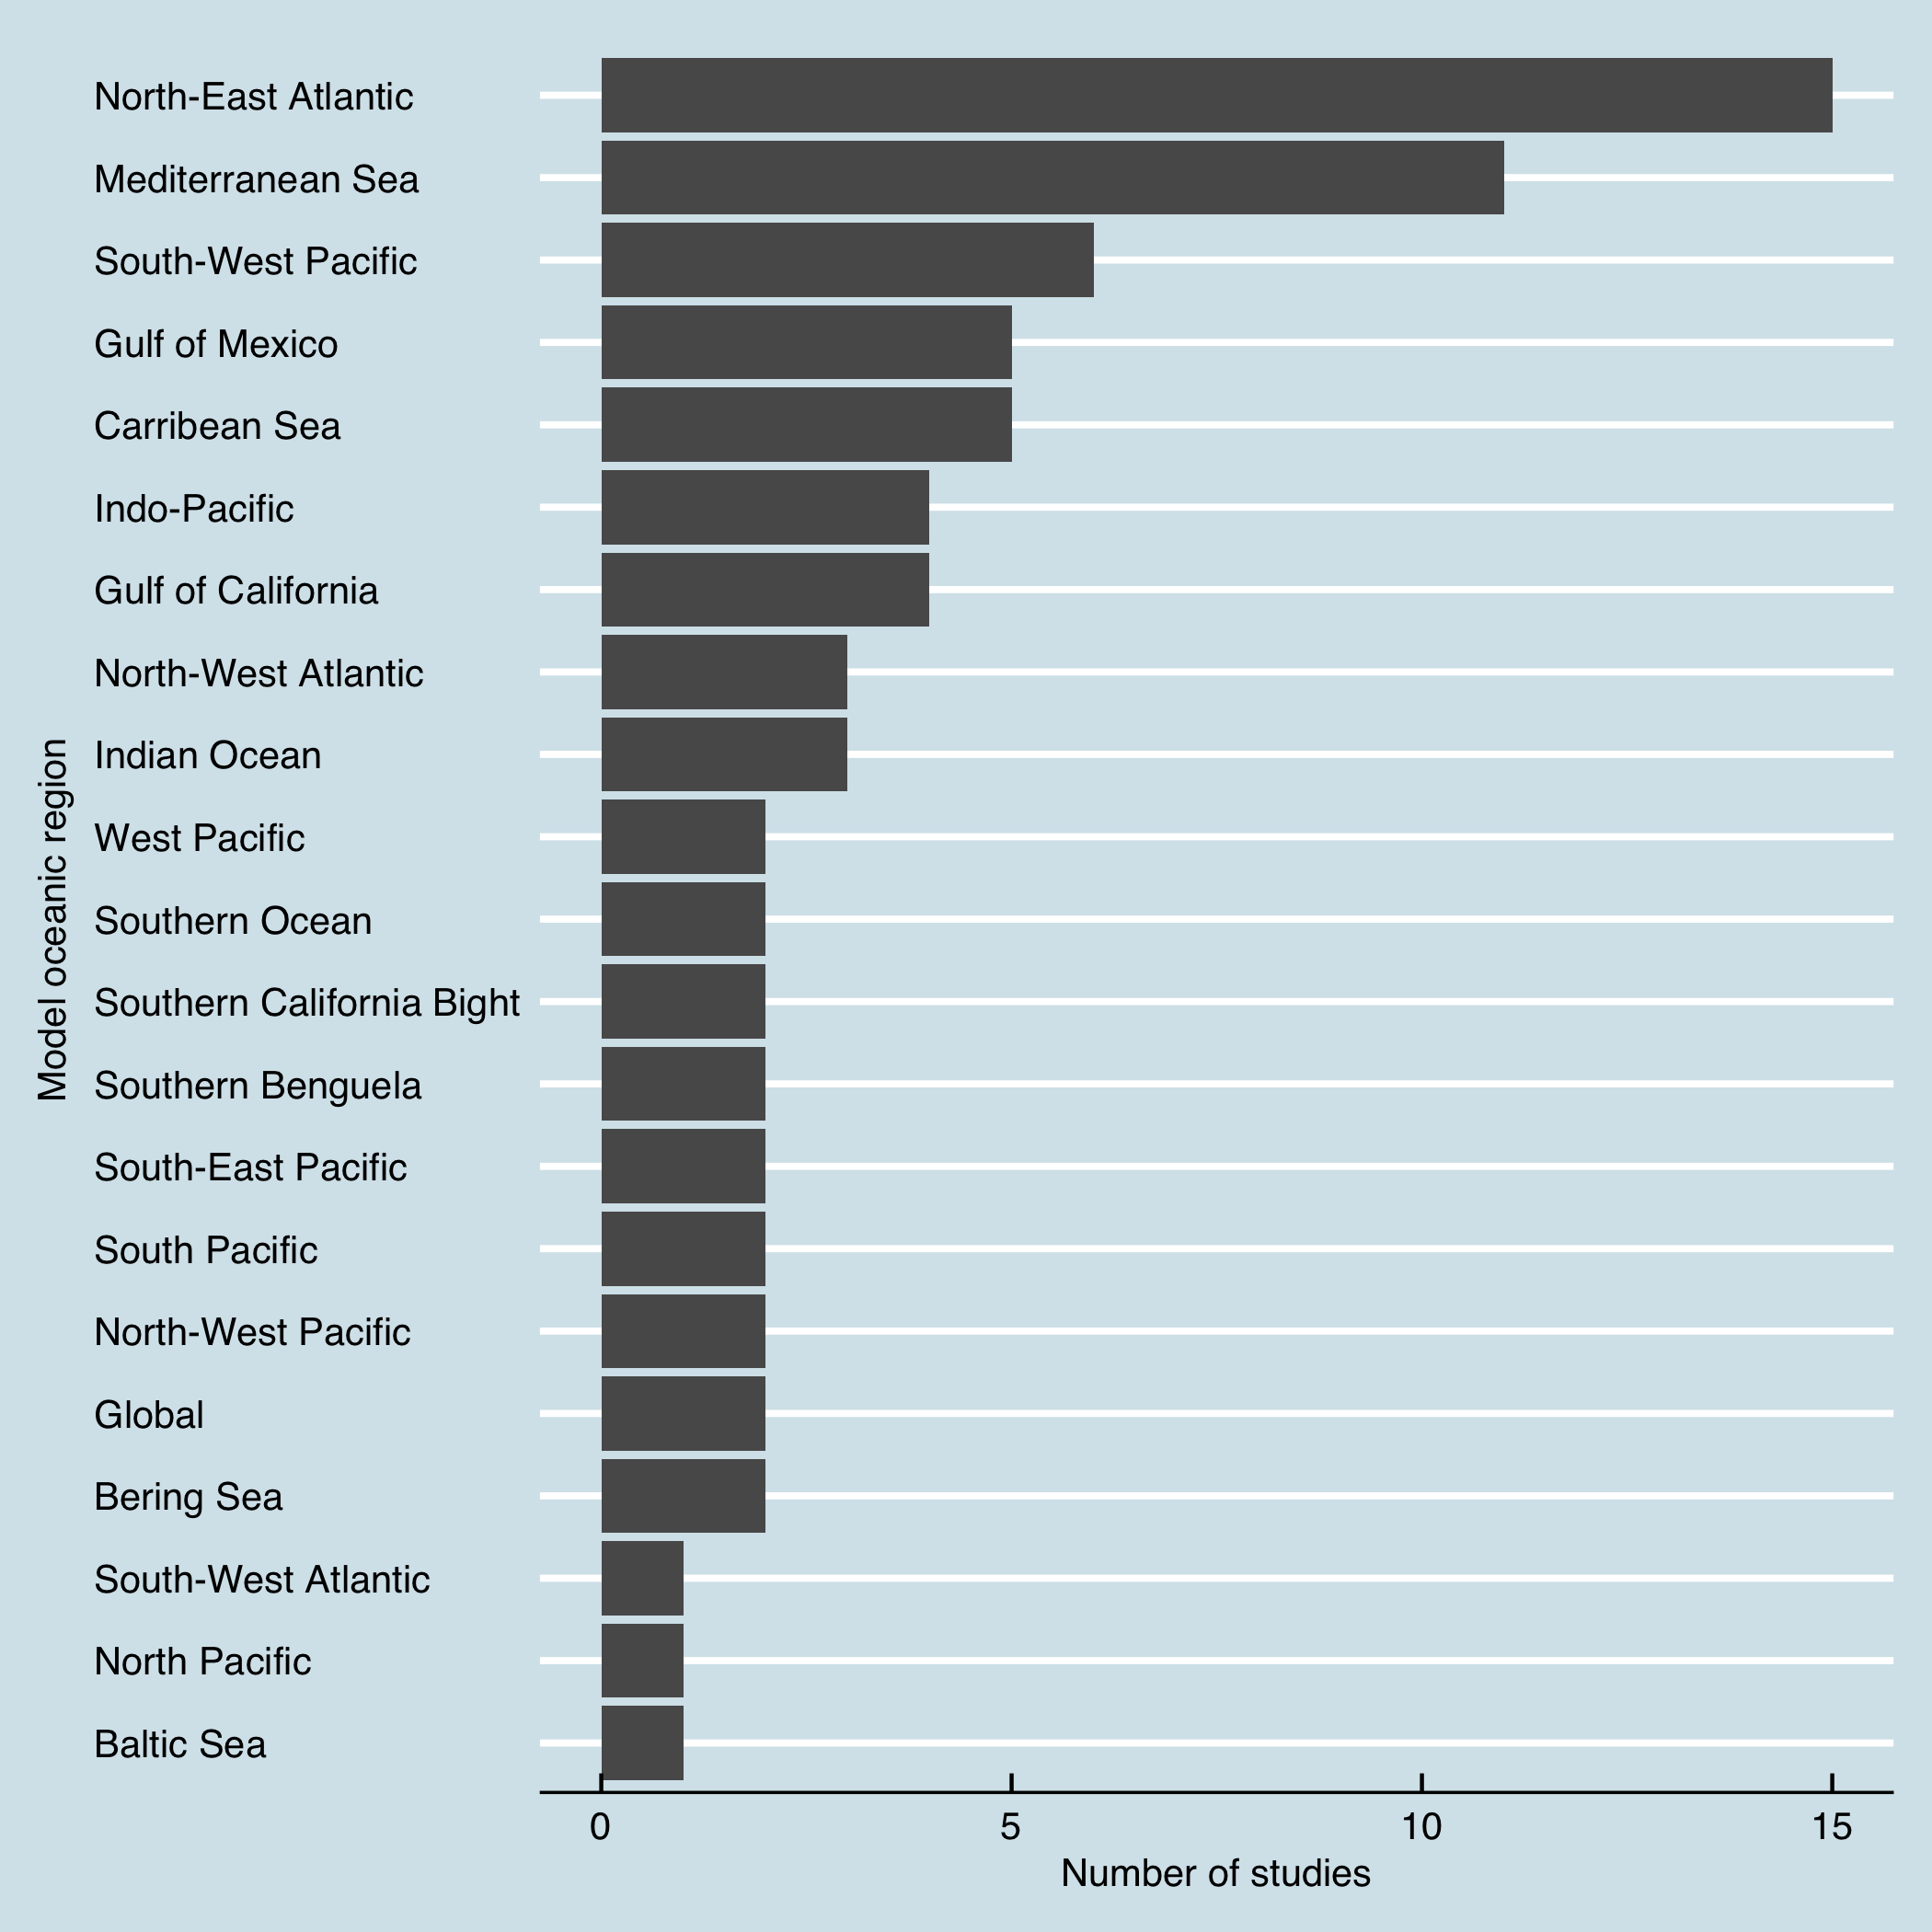 North-East Atlantic
Mediterranean Sea
South-West Pacific
Gulf of Mexico
Carribean Sea
Indo-Pacific
Gulf of California
North-West Atlantic
Indian Ocean
West Pacific
Southern Ocean
Southern California Bight
Southern Benguela
South-East Pacific
South Pacific
North-West Pacific
Global
Bering Sea
South-West Atlantic
North Pacific
Baltic Sea
Model oceanic region
0 5 10 15
Number of studies